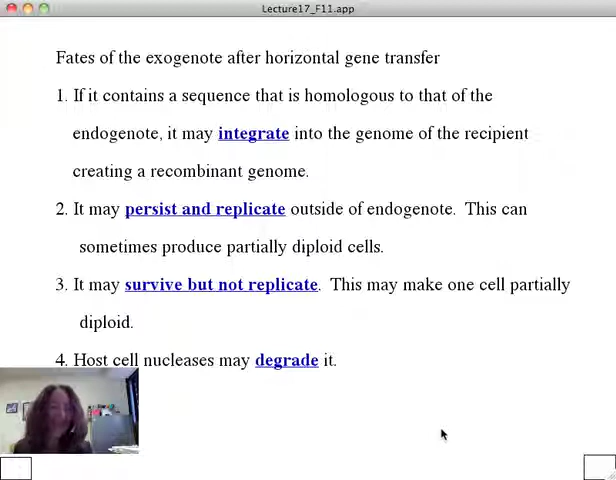 Lecture17_F11.app
Fates of the exogenote after horizontal gene transfer
1. If it contains a sequence that is homologous to that of the
endogenote, it may integrate into the genome of the recipient
creating a recombinant genome.
2. It may persist and replicate outside of endogenote. This can
sometimes produce partially diploid cells.
3. It may survive but not replicate. This may make one cell partially
diploid.
4. Host cell nucleases may degrade it.